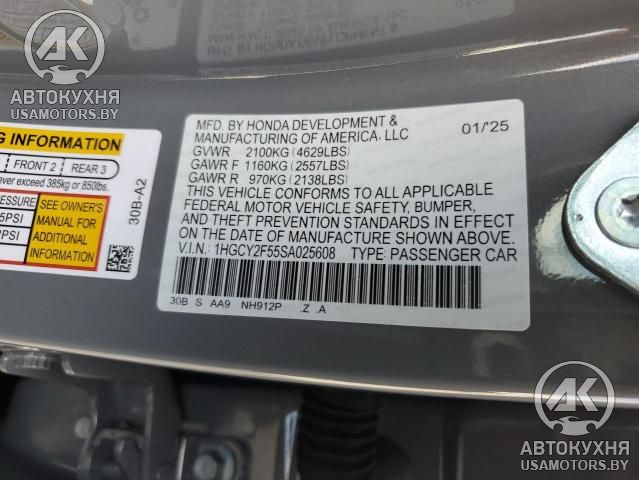 АВТОКУХНЯ
USAMOTORS.BY
АВТОКУХНЯ
USAMOTORS.BY
G INFORMATION
FRONT 2 REAR 3
ever exceed 385kg or 850lbs.
SEE OWNER'S
MANUAL FOR
ADDITIONAL
INFORMATION
5PSI
PSI
30B-A2
MFD. BY HONDA DEVELOPMENT &
MANUFACTURING OF AMERICA, LLC 01/'25
GVWR 2100KG (4629LBS)
GAWR F 1160KG (2557LBS)
GAWR R 970KG (2138LBS)
THIS VEHICLE CONFORMS TO ALL APPLICABLE
FEDERAL MOTOR VEHICLE SAFETY, BUMPER,
AND THEFT PREVENTION STANDARDS IN EFFECT
ON THE DATE OF MANUFACTURE SHOWN ABOVE.
V.I.N.: 1HGCY2F55SA025608 TYPE: PASSENGER CAR
30B S AA9 NH912P .Z .A
AK
АВТОКУХНЯ
USAMOTORS.BY